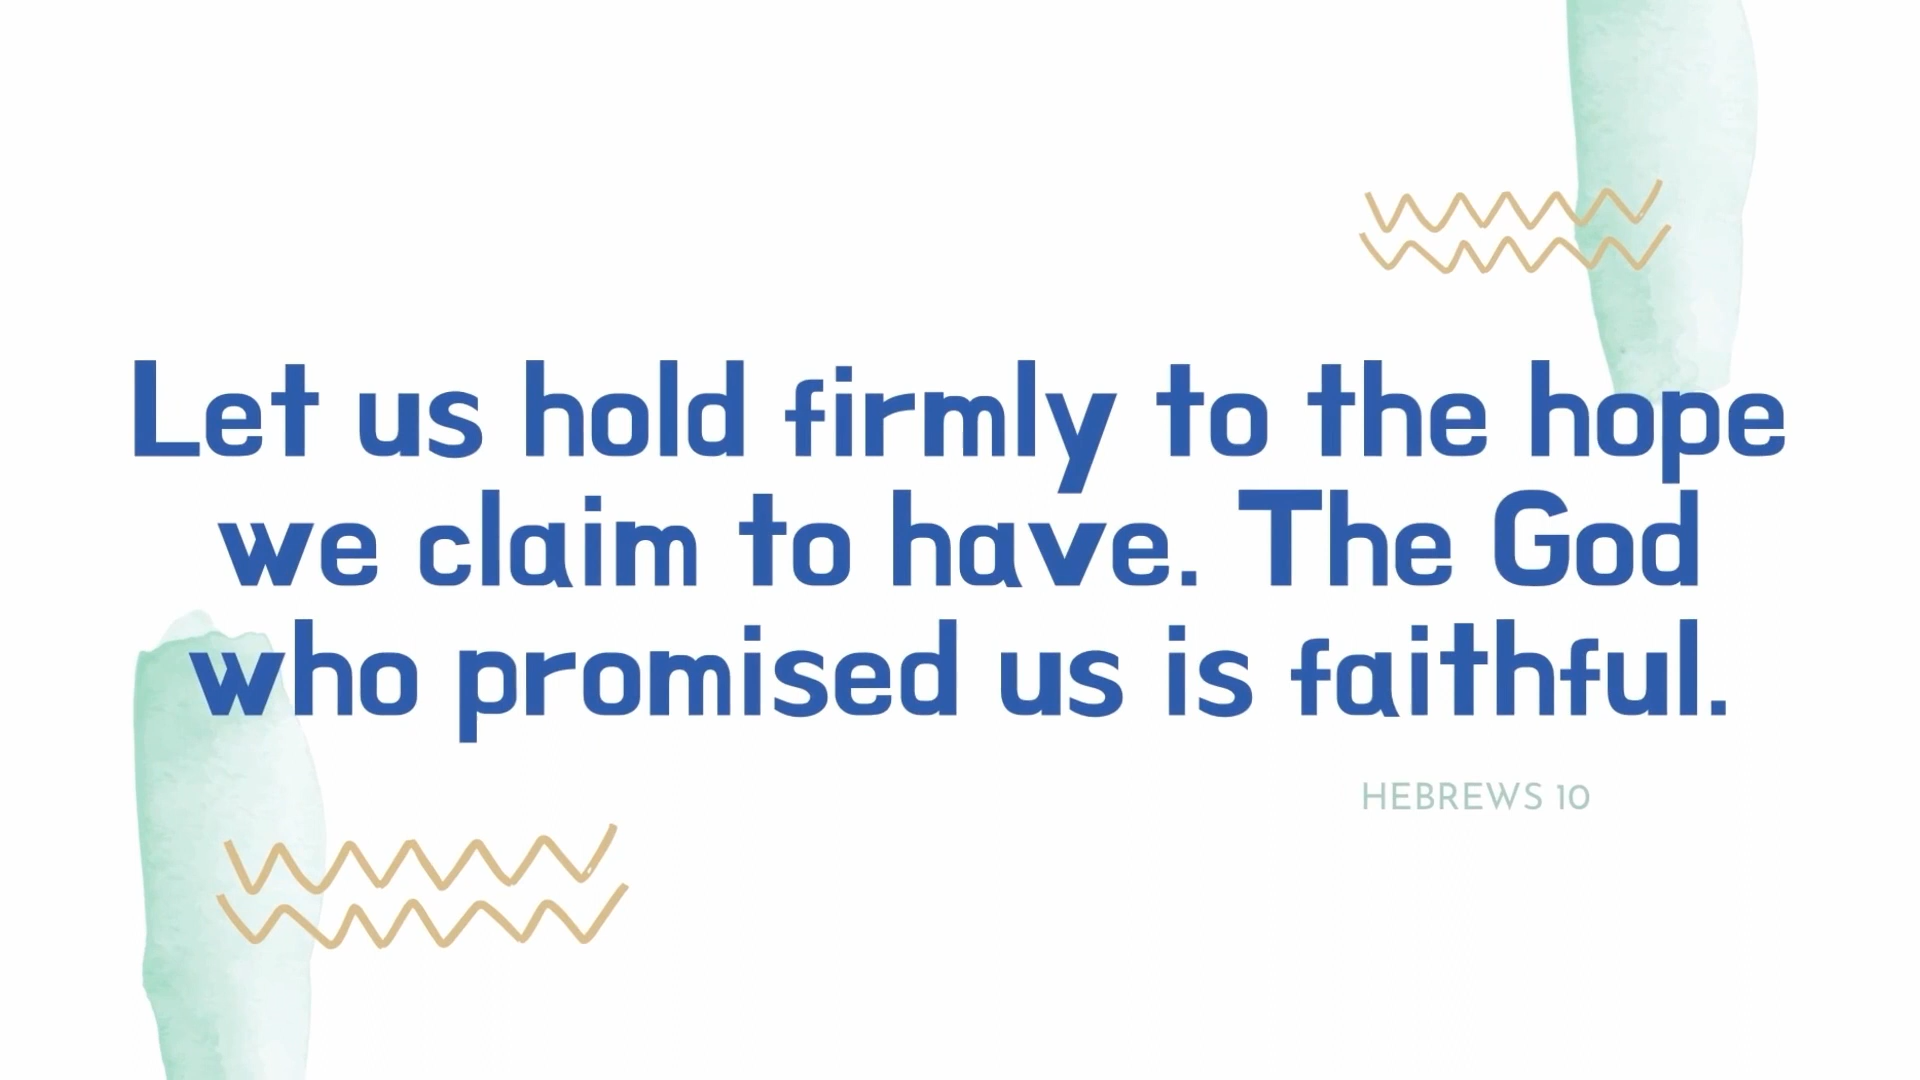 Let us hold firmly to the hope
we claim to have. The God
who promised us is faithful.
HEBREWS 10